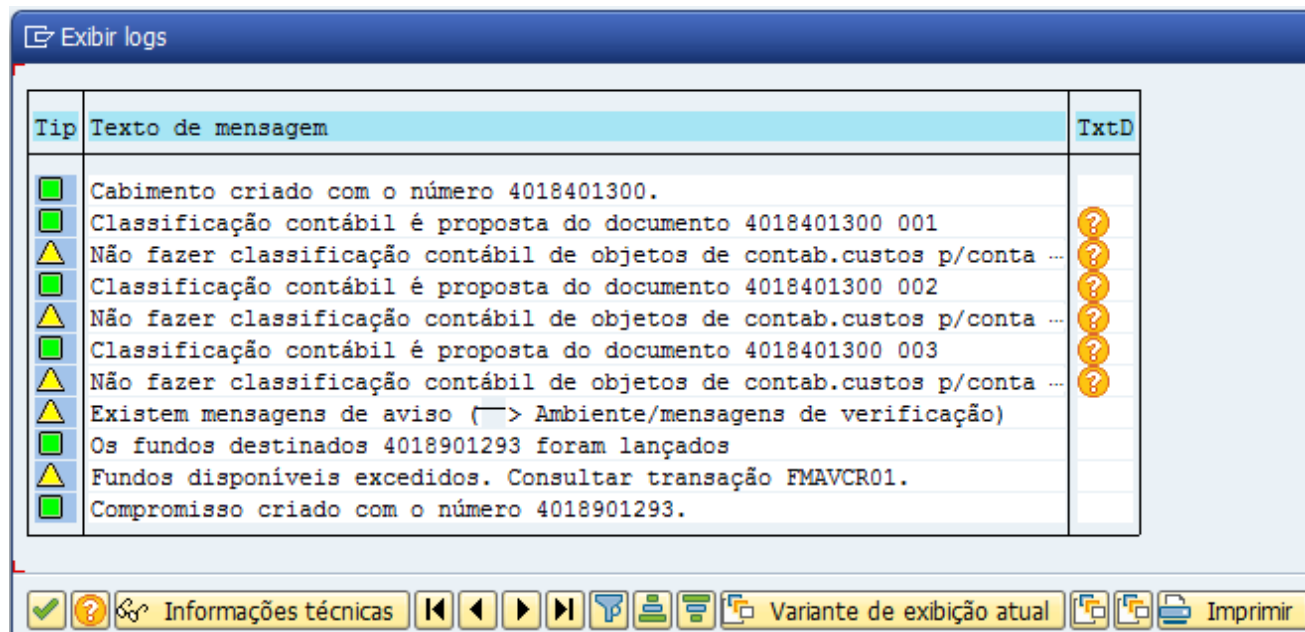 Exibir logs
Tip Texto de mensagem TxtD
Cabimento criado com o número 4018401300.
Classificação contábil é proposta do documento 4018401300 001
Não fazer classificação contábil de objetos de contab.custos p/conta ...
Classificação contábil é proposta do documento 4018401300 002
Não fazer classificação contábil de objetos de contab.custos p/conta ...
Classificação contábil é proposta do documento 4018401300 003
Não fazer classificação contábil de objetos de contab.custos p/conta ...
Existem mensagens de aviso (—> Ambiente/mensagens de verificação)
Os fundos destinados 4018901293 foram lançados
Fundos disponíveis excedidos. Consultar transação FMAVCR01.
Compromisso criado com o número 4018901293.
Informações técnicas Variante de exibição atual Imprimir